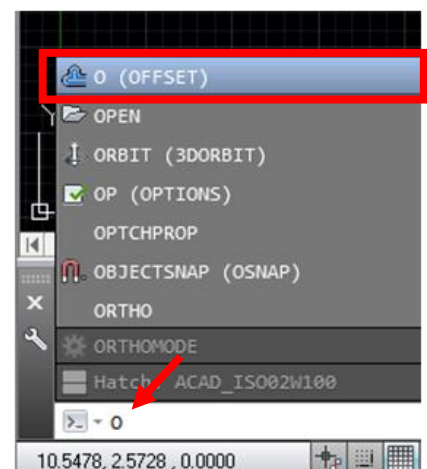 O (OFFSET)
OPEN
ORBIT (3DORBIT)
OP (OPTIONS)
OPTCHPROP
OBJECTSNAP (OSNAP)
ORTHO
ORTHOMODE
Hatch: ACAD_ISO02W100
O
10.5478, 2.5728 , 0.0000